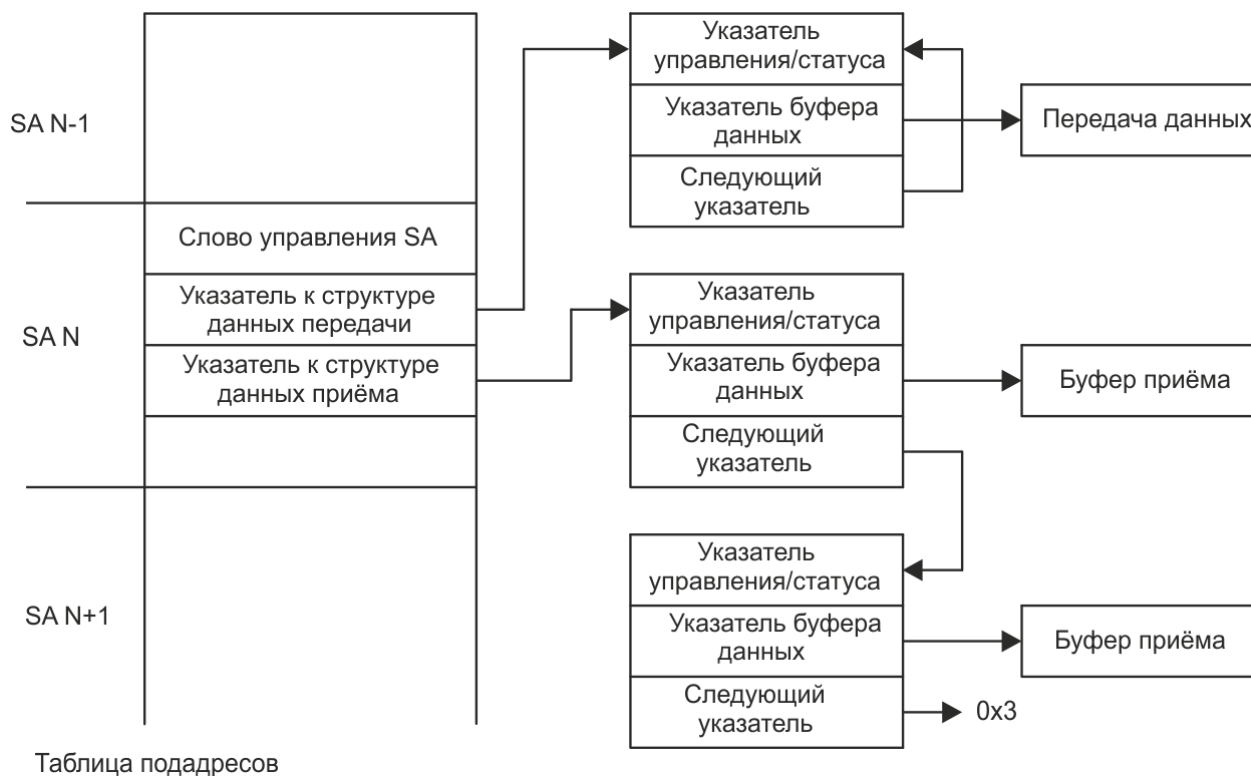 SA N-1
SA N
SA N+1
Слово управления SA
Указатель к структуре
данных передачи
Указатель к структуре
данных приёма
Таблица подадресов
Указатель
управления/статуса
Указатель буфера
данных
Следующий
указатель
Передача данных
Указатель
управления/статуса
Указатель буфера
данных
Следующий
указатель
Буфер приёма
Указатель
управления/статуса
Указатель буфера
данных
Следующий
указатель
Буфер приёма
0x3